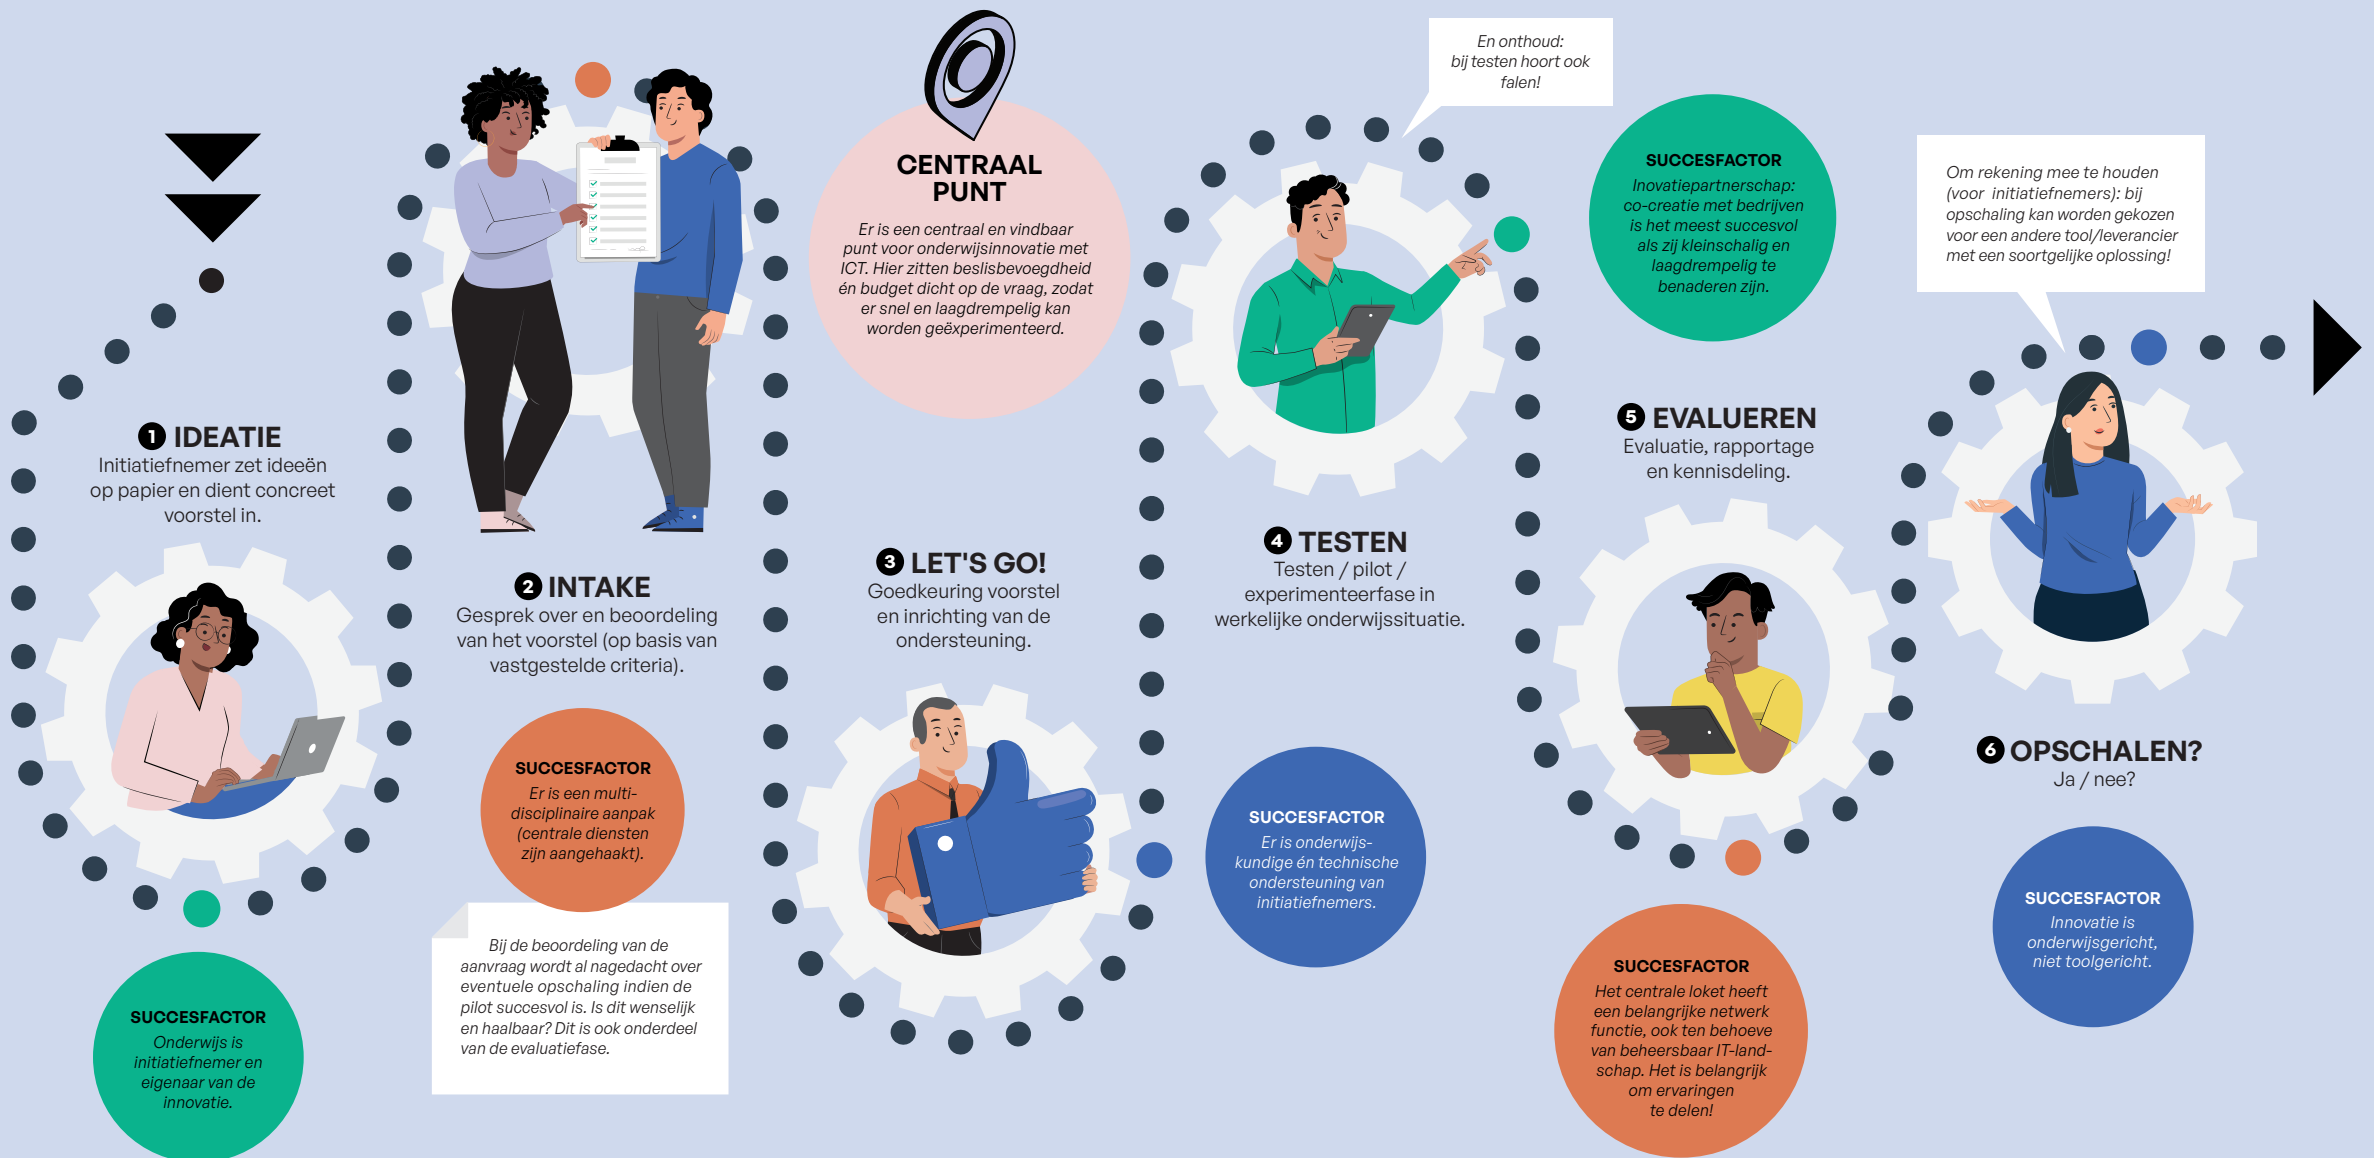 1 IDEATIE
Initiatiefnemer zet ideeën
op papier en dient concreet
voorstel in.
SUCCESFACTOR
Onderwijs is
initiatiefnemer en
eigenaar van de
innovatie.
2 INTAKE
Gesprek over en beoordeling
van het voorstel (op basis van
vastgestelde criteria).
SUCCESFACTOR
Er is een multi-
disciplinaire aanpak
(centrale diensten
zijn aangehaakt).
Bij de beoordeling van de
aanvraag wordt al nagedacht over
eventuele opschaling indien de
pilot succesvol is. Is dit wenselijk
en haalbaar? Dit is ook onderdeel
van de evaluatiefase.
CENTRAAL
PUNT
Er is een centraal en vindbaar
punt voor onderwijsinnovatie met
ICT. Hier zitten beslisbevoegdheid
én budget dicht op de vraag, zodat
er snel en laagdrempelig kan
worden geëxperimenteerd.
3 LET'S GO!
Goedkeuring voorstel
en inrichting van de
ondersteuning.
En onthoud:
bij testen hoort ook
falen!
4 TESTEN
Testen / pilot /
experimenteerfase in
werkelijke onderwijssituatie.
SUCCESFACTOR
Er is onderwijs-
kundige én technische
ondersteuning van
initiatiefnemers.
SUCCESFACTOR
Inovatiepartnerschap:
co-creatie met bedrijven
is het meest succesvol
als zij kleinschalig en
laagdrempelig te
benaderen zijn.
5 EVALUEREN
Evaluatie, rapportage
en kennisdeling.
SUCCESFACTOR
Het centrale loket heeft
een belangrijke netwerk
functie, ook ten behoeve
van beheersbaar IT-land-
schap. Het is belangrijk
om ervaringen
te delen!
Om rekening mee te houden
(voor initiatiefnemers): bij
opschaling kan worden gekozen
voor een andere tool/leverancier
met een soortgelijke oplossing!
6 OPSCHALEN?
Ja / nee?
SUCCESFACTOR
Innovatie is
onderwijsgericht,
niet toolgericht.